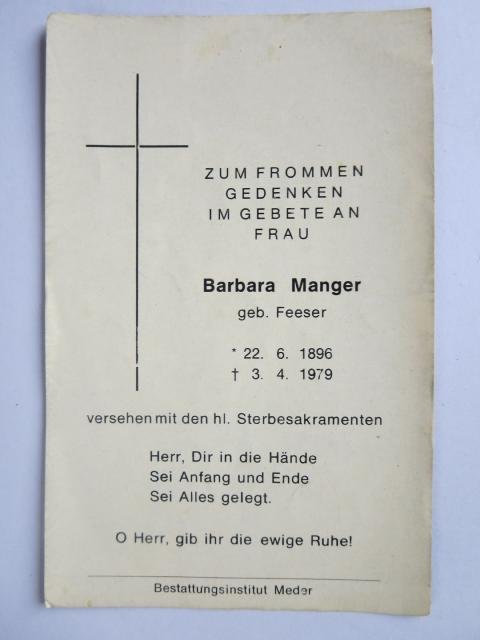 ZUM FROMMEN
GEDENKEN
IM GEBETE AN
FRAU
Barbara Manger
geb. Feeser
* 22. 6. 1896
† 3. 4. 1979
versehen mit den hl. Sterbesakramenten
Herr, Dir in die Hände
Sei Anfang und Ende
Sei Alles gelegt.
O Herr, gib ihr die ewige Ruhe!
Bestattungsinstitut Meder